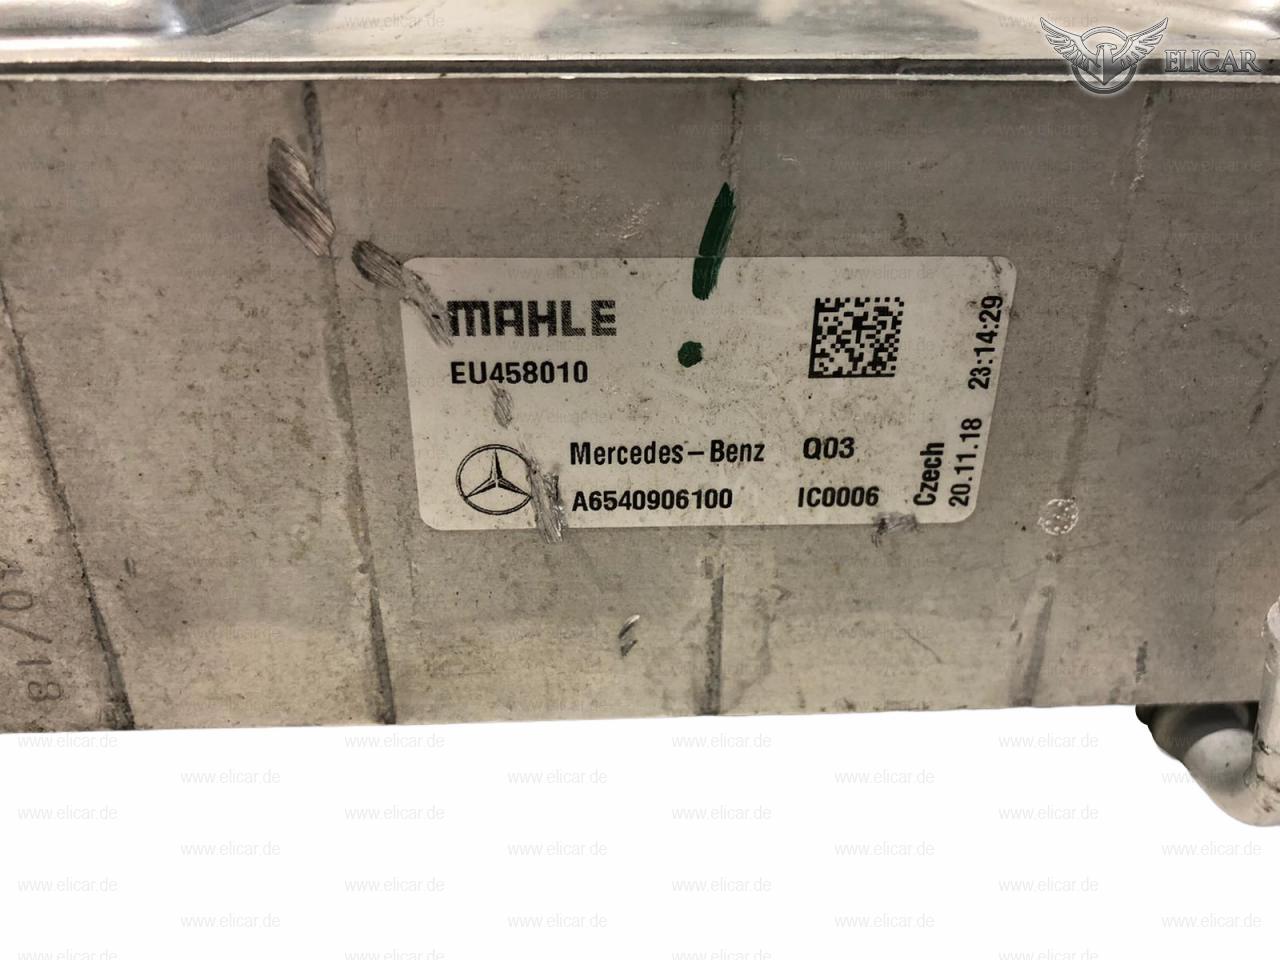 ELICAR
MAHLE
EU458010
Mercedes-Benz Q03
A6540906100 IC0006
Czech
20.11.18 23:14:29
10/18
www.elicar.de